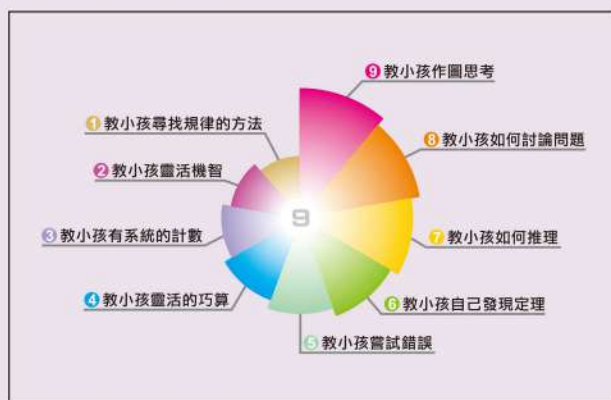 ❾ 教小孩作圖思考
❶ 教小孩尋找規律的方法
❽ 教小孩如何討論問題
❷ 教小孩靈活機智
❸ 教小孩有系統的計數
9
❼ 教小孩如何推理
❹ 教小孩靈活的巧算
❻ 教小孩自己發現定理
❺ 教小孩嘗試錯誤